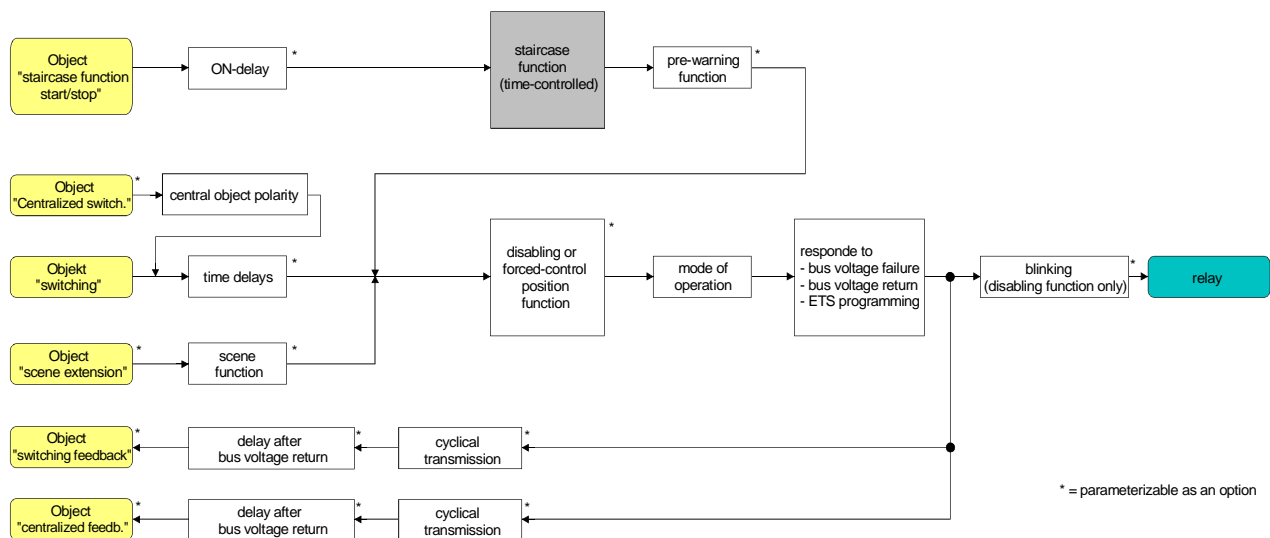 Object
"staircase function
start/stop"
*
ON-delay
*
staircase
function
(time-controlled)
pre-warning
function
*
Object
"Centralized switch."
*
central object polarity
Objekt
"switching"
time delays
*
disabling or
forced-control
position
function
*
mode of
operation
responde to
- bus voltage failure
- bus voltage return
- ETS programming
blinking
(disabling function only)
*
relay
Object
"scene extension"
*
scene
function
*
Object
"switching feedback"
*
delay after
bus voltage return
*
cyclical
transmission
*
Object
"centralized feedb."
*
delay after
bus voltage return
*
cyclical
transmission
*
* = parameterizable as an option